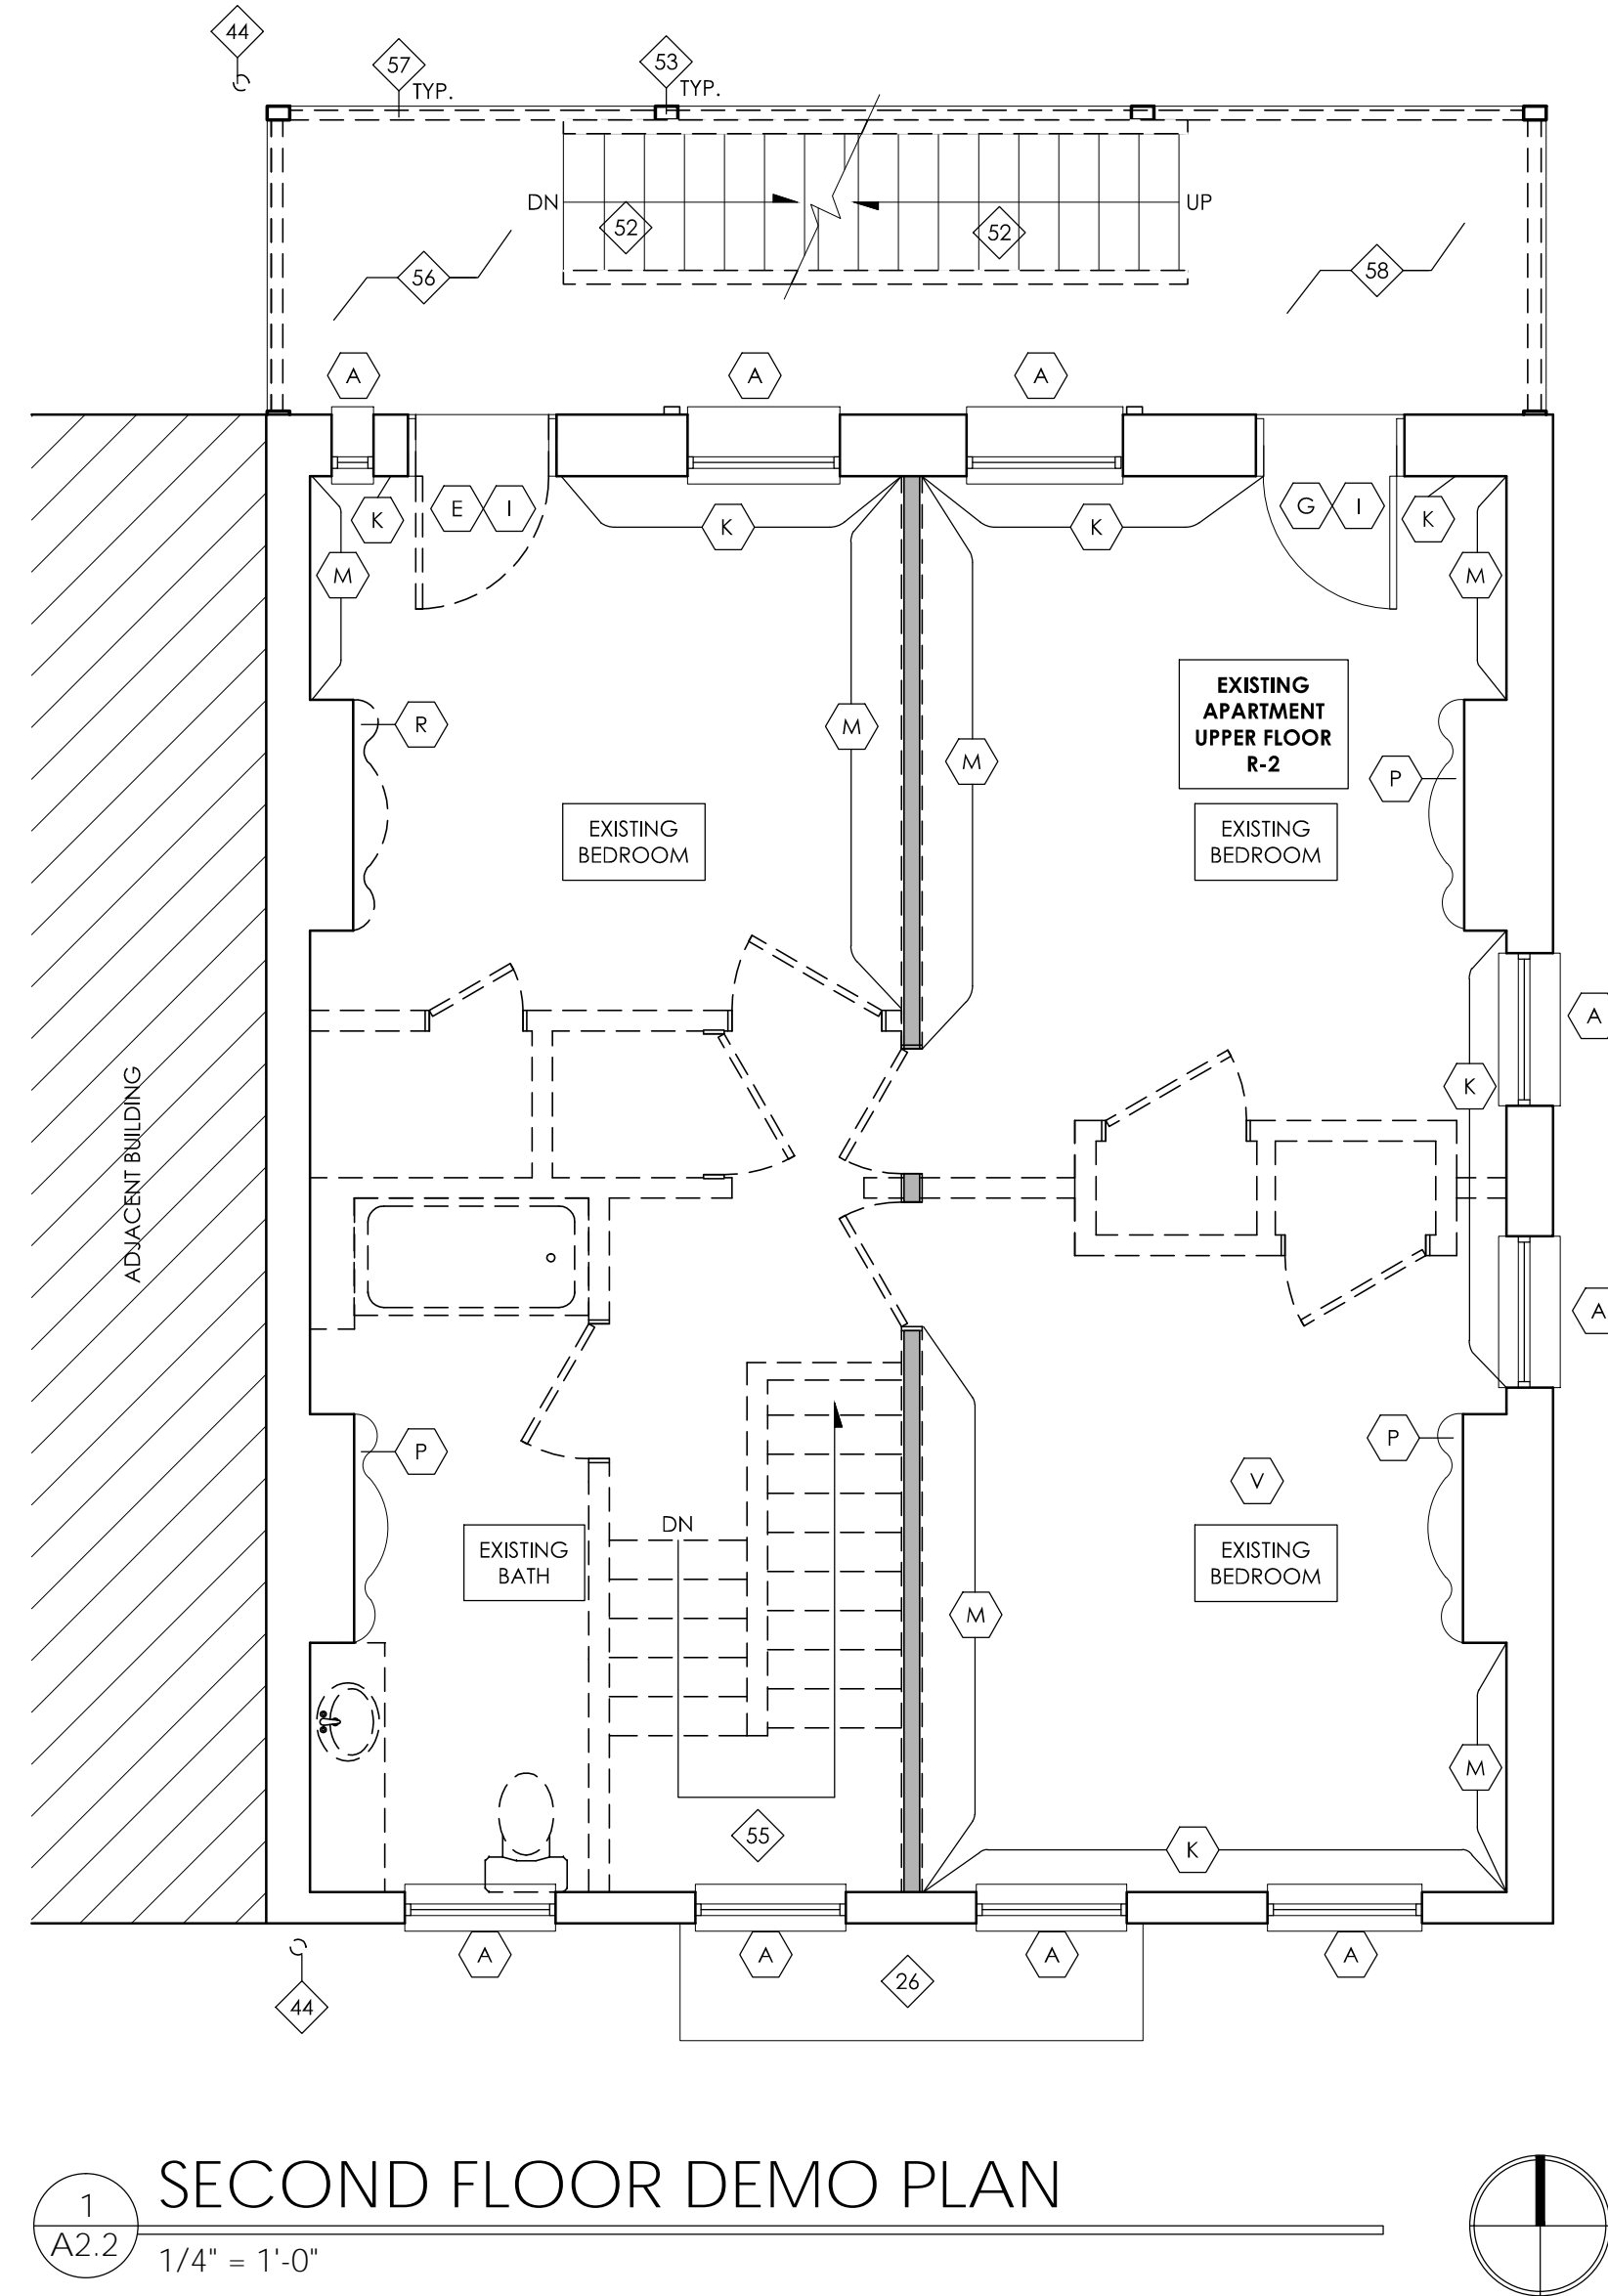 44
57
TYP.
53
TYP.
DN
UP
52
52
56
58
A
A
A
K
E
I
K
K
G
I
K
M
M
R
M
M
P
EXISTING
APARTMENT
UPPER FLOOR
R-2
EXISTING
BEDROOM
EXISTING
BEDROOM
A
K
ADJACENT BUILDING
A
P
P
V
DN
EXISTING
BATH
EXISTING
BEDROOM
M
M
55
K
A
A
A
A
26
44
1
A2.2
SECOND FLOOR DEMO PLAN
1/4" = 1'-0"